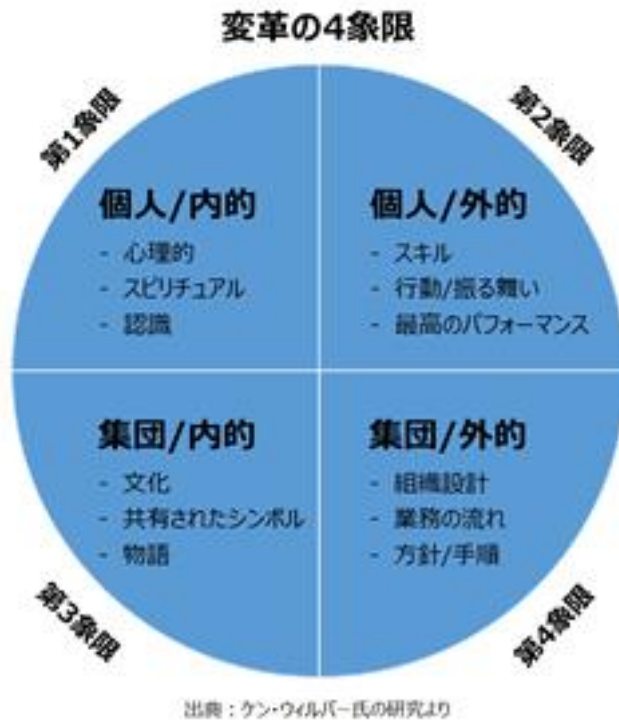 変革の4象限
第1象限
第2象限
個人/内的
- 心理的
- スピリチュアル
- 認識
個人/外的
- スキル
- 行動/振る舞い
- 最高のパフォーマンス
集団/内的
- 文化
- 共有されたシンボル
- 物語
集団/外的
- 組織設計
- 業務の流れ
- 方針/手順
第3象限
第4象限
出典：ケン・ウィルバー氏の研究より